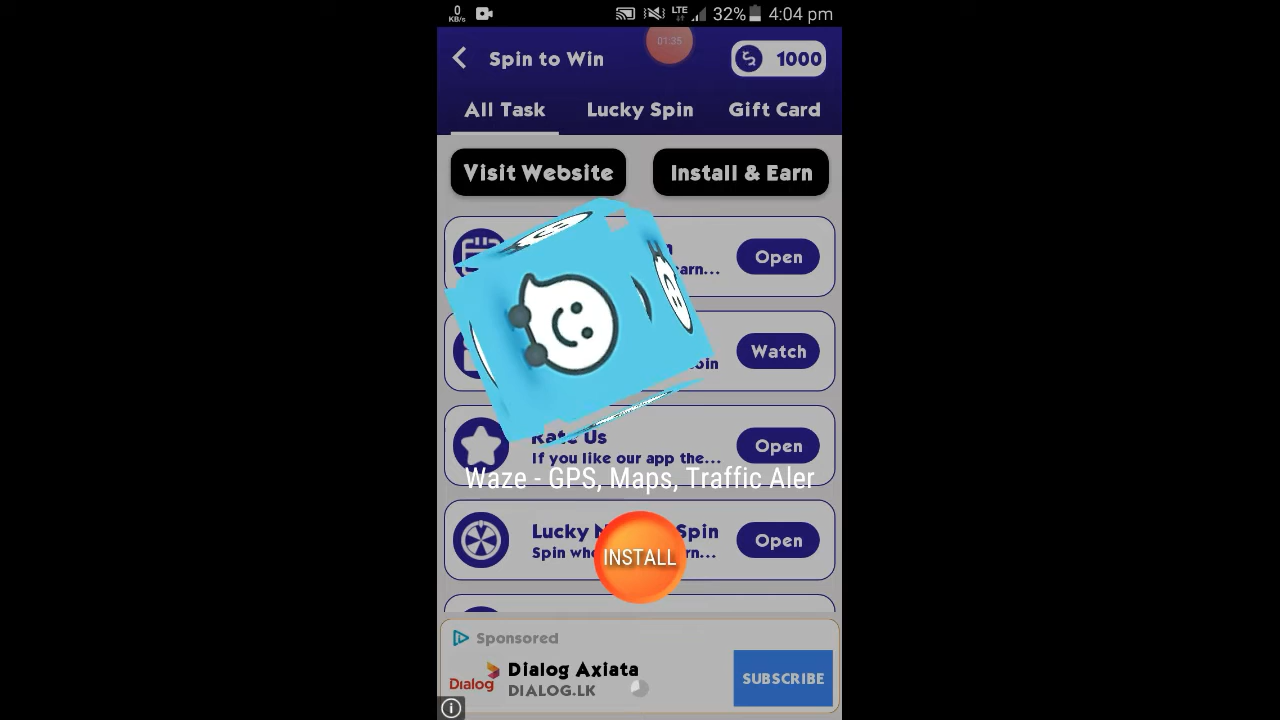 0
KB/s
LTE
32%
4:04 pm
01:35
Spin to Win
1000
All Task
Lucky Spin
Gift Card
Visit Website
Install & Earn
Open
Watch
Rate Us
If you like our app the...
Open
Waze - GPS, Maps, Traffic Aler
Lucky N Spin
Spin whe rn...
Open
INSTALL
Sponsored
Dialog
Dialog Axiata
DIALOG.LK
SUBSCRIBE